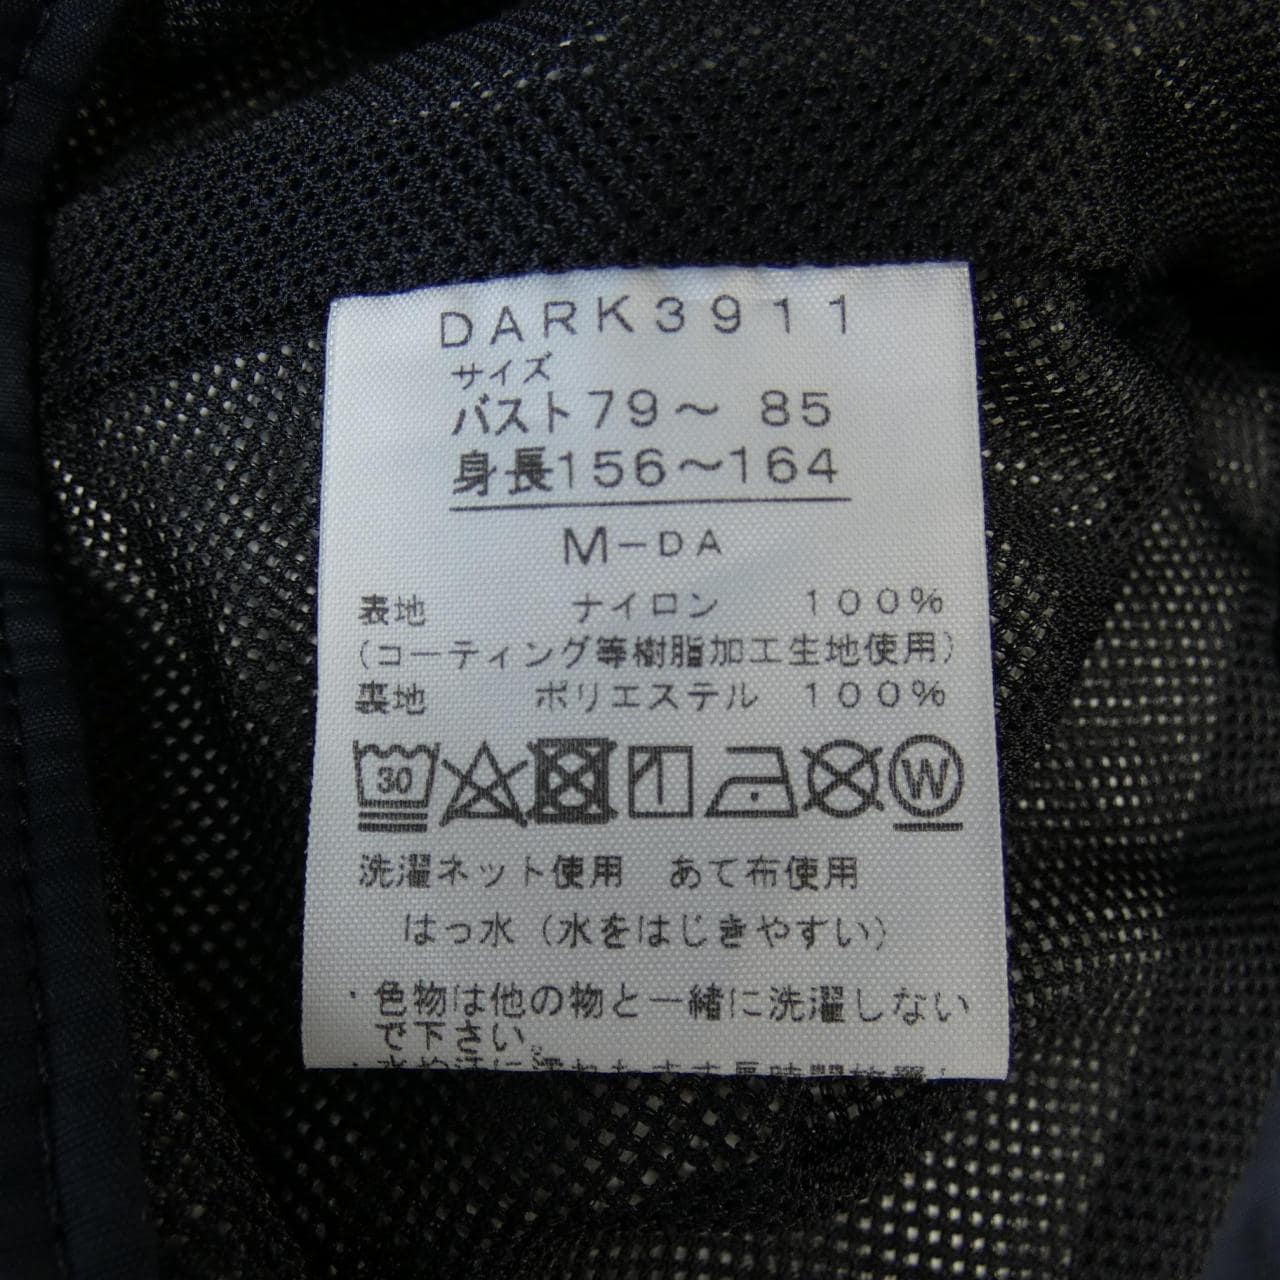 DARK3911
サイズ
バスト79～ 85
身長156～164
M-DA
表地 ナイロン 100%
(コーティング等樹脂加工生地使用)
裏地 ポリエステル 100%
30
W
洗濯ネット使用 あて布使用
はっ水(水をはじきやすい)
・色物は他の物と一緒に洗濯しない
で下さい。